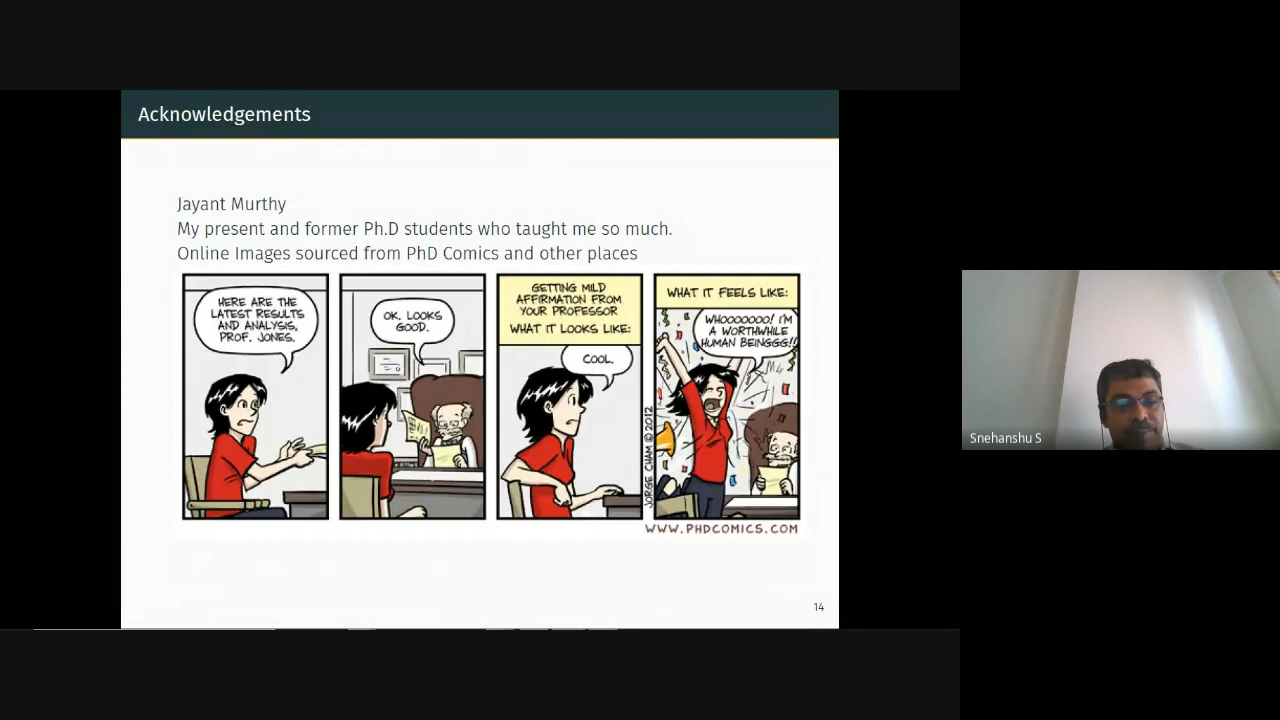 Acknowledgements
Jayant Murthy
My present and former Ph.D students who taught me so much.
Online Images sourced from PhD Comics and other places
HERE ARE THE
LATEST RESULTS
AND ANALYSIS,
PROF. JONES.
OK. LOOKS
GOOD.
GETTING MILD
AFFIRMATION FROM
YOUR PROFESSOR
WHAT IT LOOKS LIKE:
COOL.
JORGE CHAM © 2012
WHAT IT FEELS LIKE:
WHOOOOOOO! I'M
A WORTHWHILE
HUMAN BEINGGG!!
WWW.PHDCOMICS.COM
14
Snehanshu S